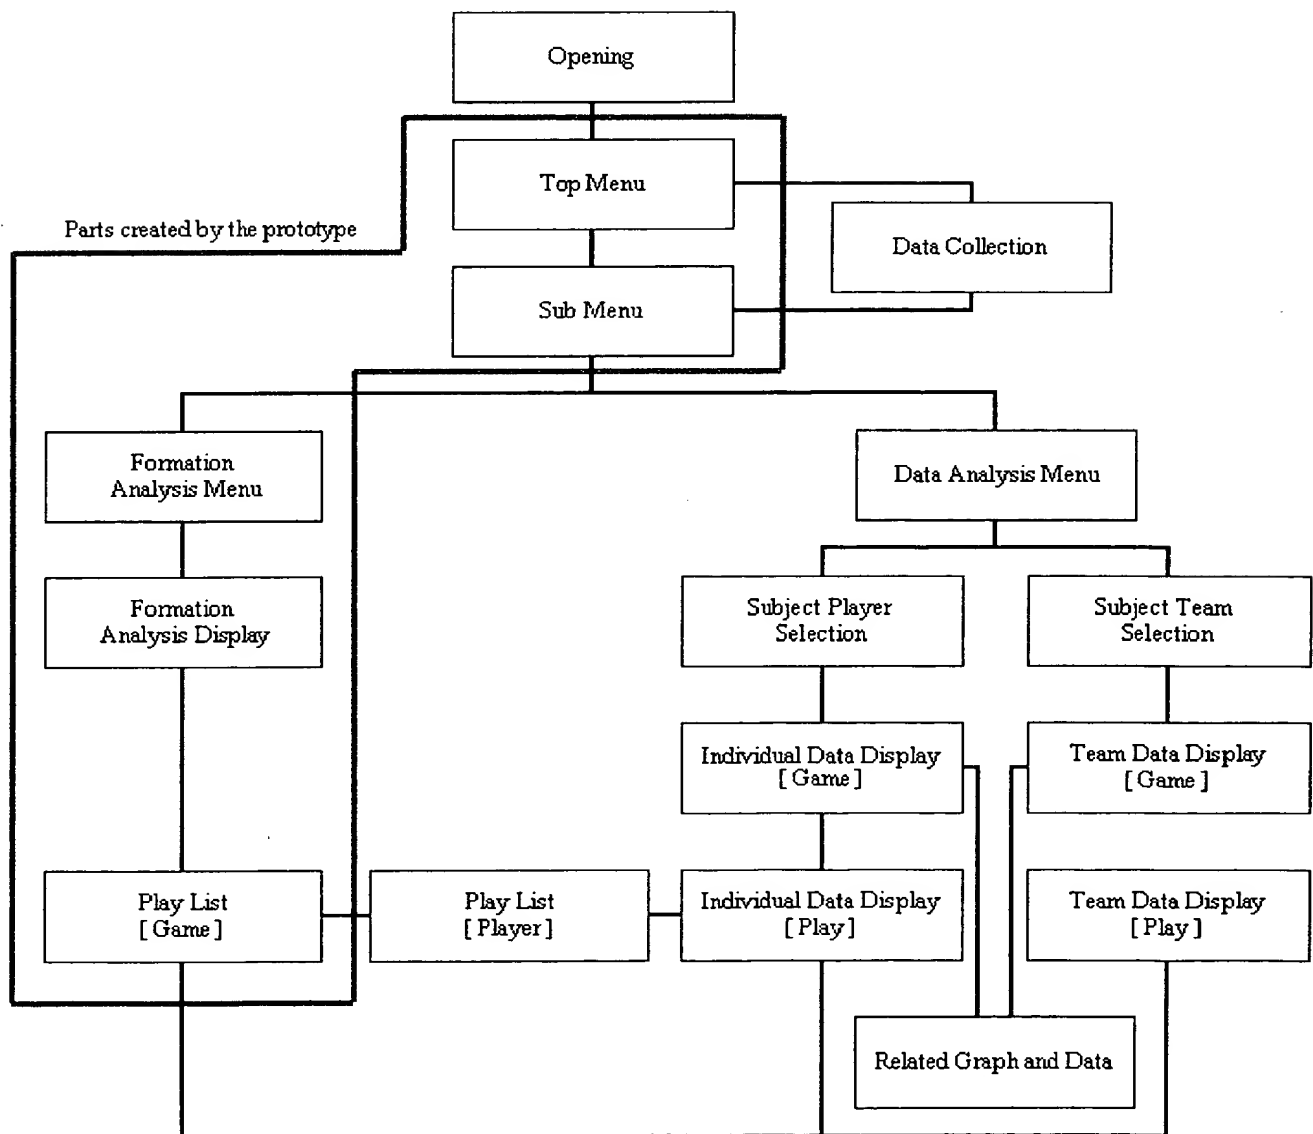 Opening
Top Menu
Parts created by the prototype
Data Collection
Sub Menu
Formation
Analysis Menu
Data Analysis Menu
Formation
Analysis Display
Subject Player
Selection
Subject Team
Selection
Individual Data Display
[ Game ]
Team Data Display
[ Game ]
Play List
[ Game ]
Play List
[ Player ]
Individual Data Display
[ Play ]
Team Data Display
[ Play ]
Related Graph and Data